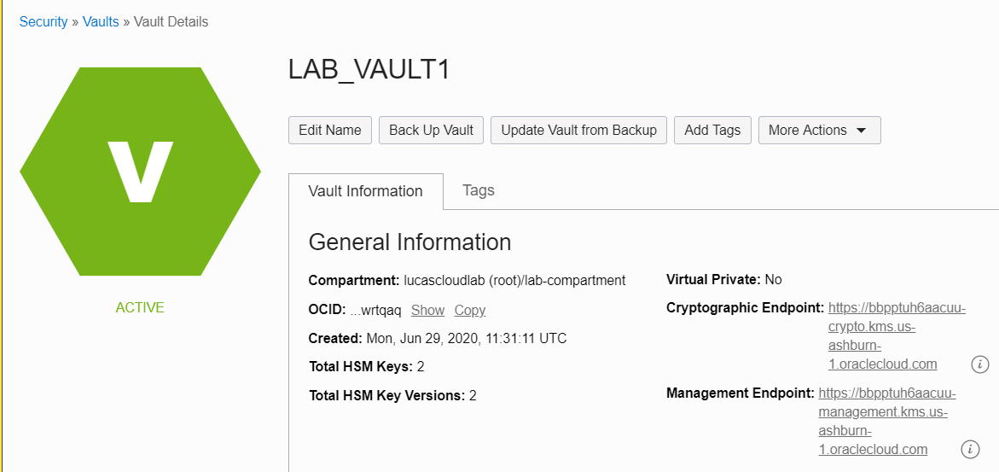 Security » Vaults » Vault Details
V
ACTIVE
LAB_VAULT1
Edit Name Back Up Vault Update Vault from Backup Add Tags More Actions
Vault Information Tags
General Information
Compartment: lucascloudlab (root)/lab-compartment
OCID: ...wrtqaq Show Copy
Created: Mon, Jun 29, 2020, 11:31:11 UTC
Total HSM Keys: 2
Total HSM Key Versions: 2
Virtual Private: No
Cryptographic Endpoint: https://bbpptuh6aacuu-
crypto.kms.us-
ashburn-
1.oraclecloud.com i
Management Endpoint: https://bbpptuh6aacuu-
management.kms.us-
ashburn-
1.oraclecloud.com i